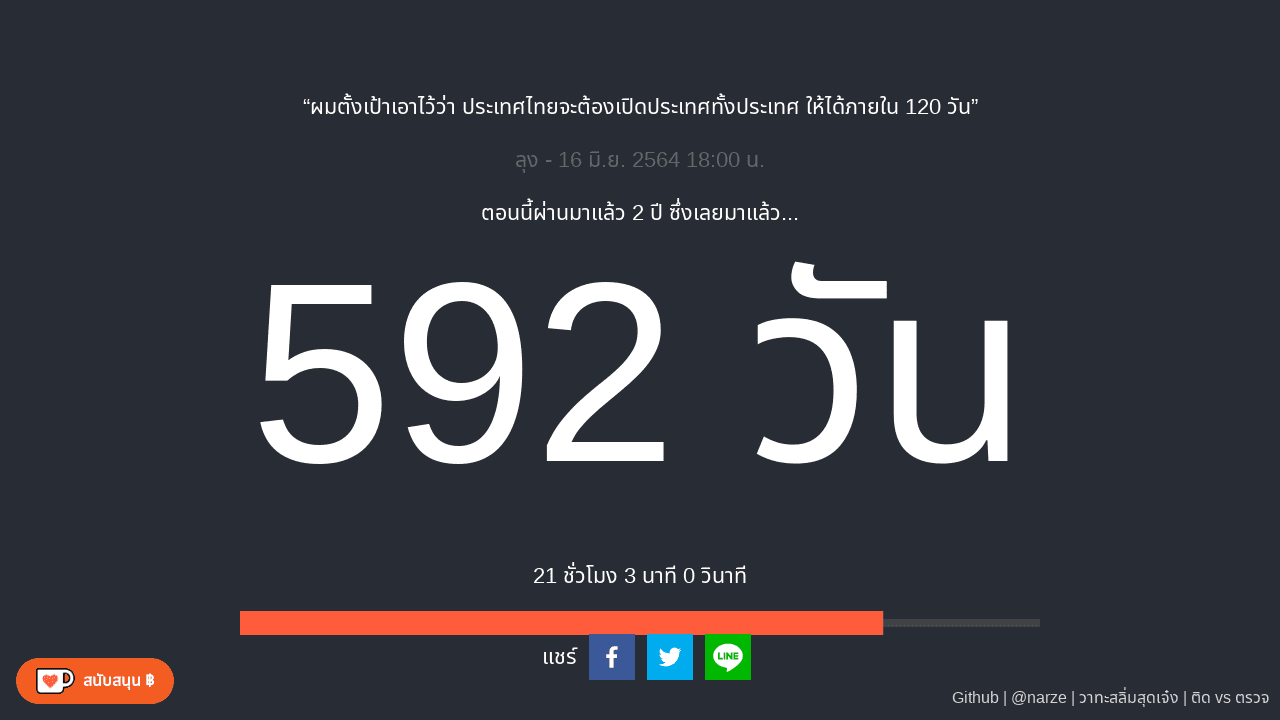 “ผมตั้งเป้าเอาไว้ว่า ประเทศไทยจะต้องเปิดประเทศทั้งประเทศ ให้ได้ภายใน 120 วัน”
ลุง - 16 มิ.ย. 2564 18:00 น.
ตอนนี้ผ่านมาแล้ว 2 ปี ซึ่งเลยมาแล้ว...
592 วัน
21 ชั่วโมง 3 นาที 0 วินาที
แชร์
LINE
สนับสนุน ฿
Github | @narze | วาทะสลิ่มสุดเจ๋ง | ติด vs ตรวจ